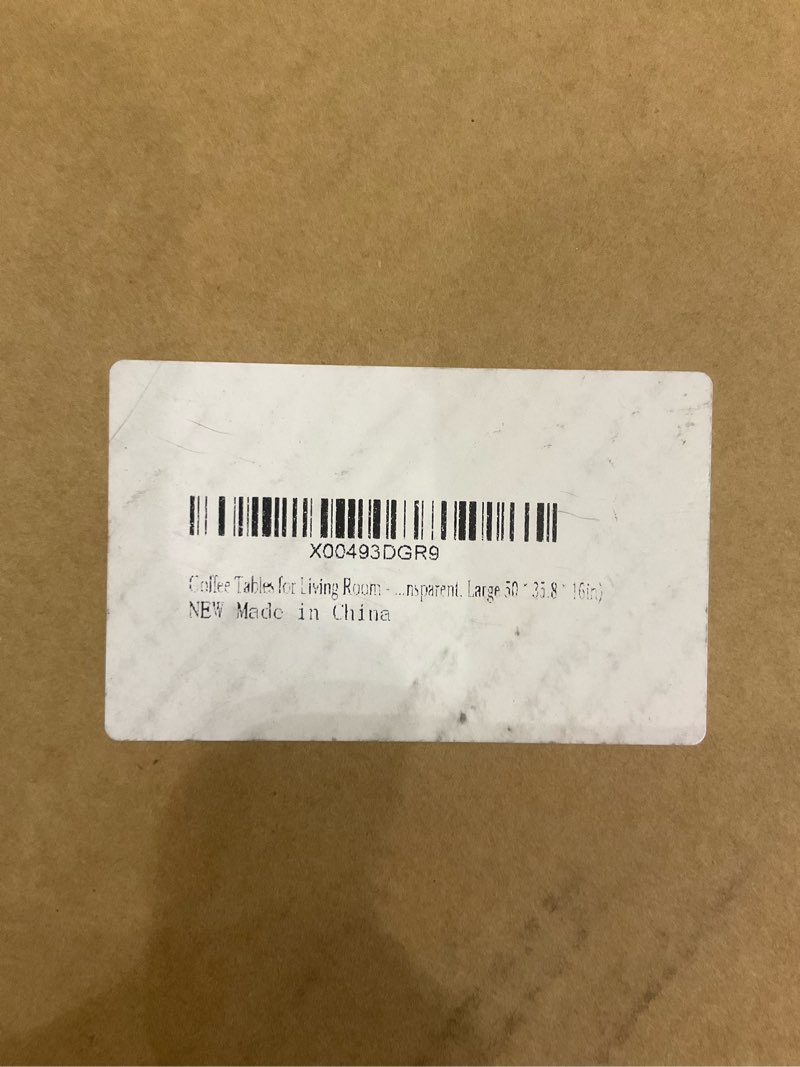 X00493DGR9
Coffee Tables for Living Room - ...nsparent, Large 50 * 35.8 * 16in)
NEW Made in China